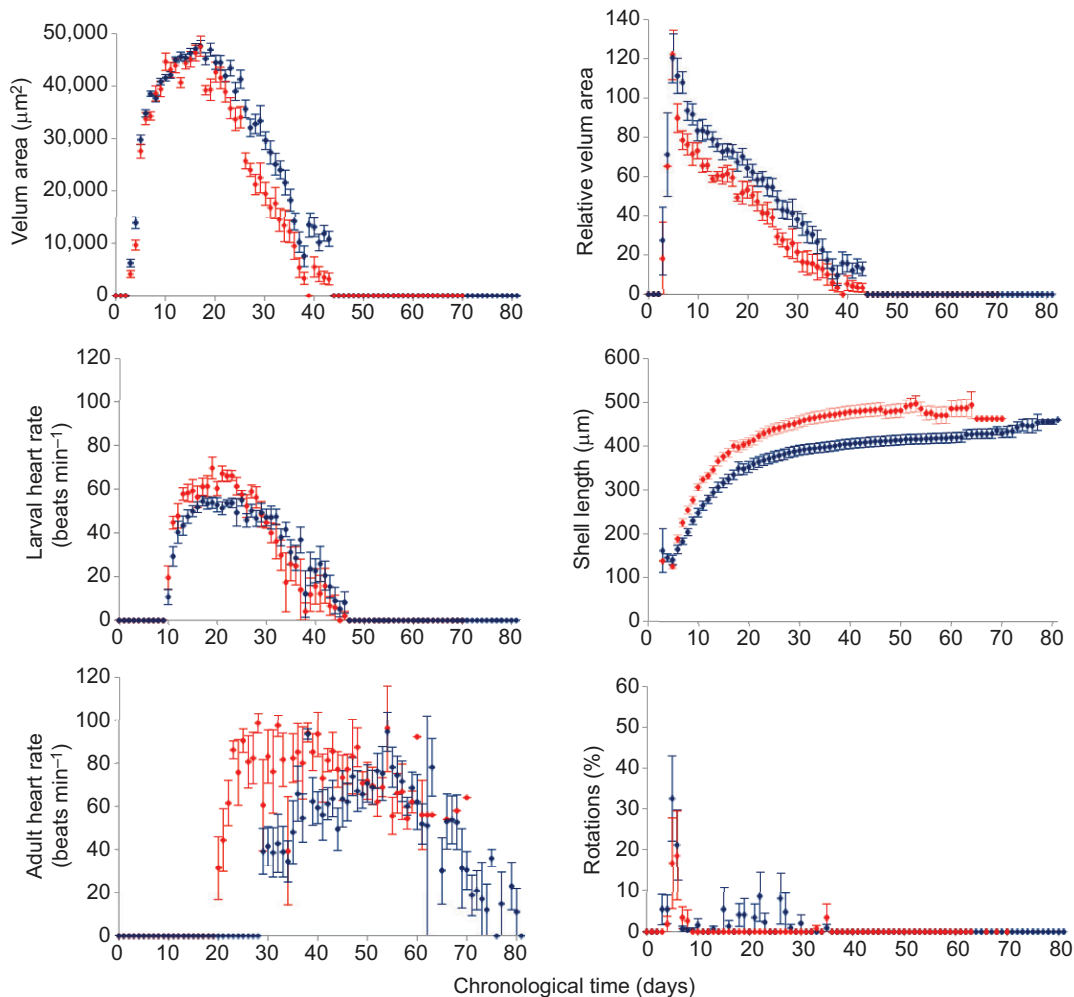 Velum area (μm²)
50,000
40,000
30,000
20,000
10,000
0
0 10 20 30 40 50 60 70 80
Relative velum area
140
120
100
80
60
40
20
0
0 10 20 30 40 50 60 70 80
Larval heart rate
(beats min⁻¹)
120
100
80
60
40
20
0
0 10 20 30 40 50 60 70 80
Shell length (μm)
600
500
400
300
200
100
0
0 10 20 30 40 50 60 70 80
Adult heart rate
(beats min⁻¹)
120
100
80
60
40
20
0
0 10 20 30 40 50 60 70 80
Rotations (%)
60
50
40
30
20
10
0
0 10 20 30 40 50 60 70 80
Chronological time (days)